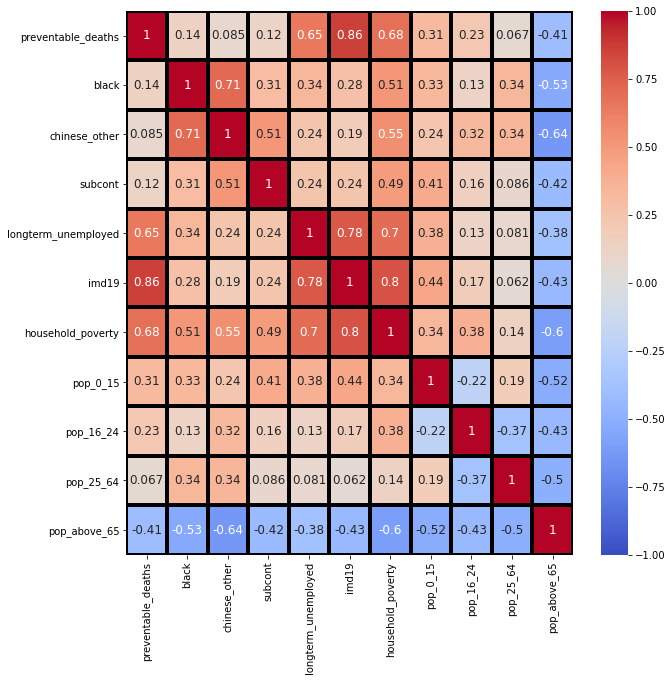 preventable_deaths 1 0.14 0.085 0.12 0.65 0.86 0.68 0.31 0.23 0.067 -0.41
black 0.14 1 0.71 0.31 0.34 0.28 0.51 0.33 0.13 0.34 -0.53
chinese_other 0.085 0.71 1 0.51 0.24 0.19 0.55 0.24 0.32 0.34 -0.64
subcont 0.12 0.31 0.51 1 0.24 0.24 0.49 0.41 0.16 0.086 -0.42
longterm_unemployed 0.65 0.34 0.24 0.24 1 0.78 0.7 0.38 0.13 0.081 -0.38
imd19 0.86 0.28 0.19 0.24 0.78 1 0.8 0.44 0.17 0.062 -0.43
household_poverty 0.68 0.51 0.55 0.49 0.7 0.8 1 0.34 0.38 0.14 -0.6
pop_0_15 0.31 0.33 0.24 0.41 0.38 0.44 0.34 1 -0.22 0.19 -0.52
pop_16_24 0.23 0.13 0.32 0.16 0.13 0.17 0.38 -0.22 1 -0.37 -0.43
pop_25_64 0.067 0.34 0.34 0.086 0.081 0.062 0.14 0.19 -0.37 1 -0.5
pop_above_65 -0.41 -0.53 -0.64 -0.42 -0.38 -0.43 -0.6 -0.52 -0.43 -0.5 1
preventable_deaths
black
chinese_other
subcont
longterm_unemployed
imd19
household_poverty
pop_0_15
pop_16_24
pop_25_64
pop_above_65
1.00
0.75
0.50
0.25
0.00
-0.25
-0.50
-0.75
-1.00